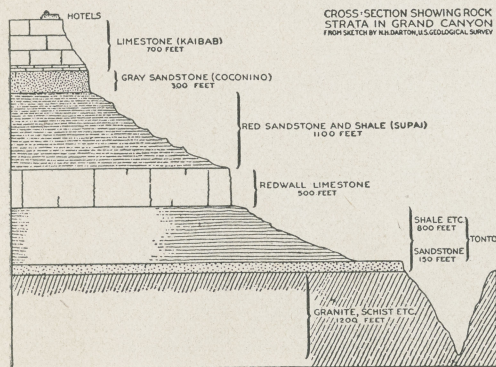 CROSS-SECTION SHOWING ROCK
STRATA IN GRAND CANYON
FROM SKETCH BY N.H.DARTON, U.S. GEOLOGICAL SURVEY
HOTELS
LIMESTONE (KAIBAB)
700 FEET
GRAY SANDSTONE (COCONINO)
300 FEET
RED SANDSTONE AND SHALE (SUPAI)
1100 FEET
REDWALL LIMESTONE
500 FEET
SHALE ETC.
800 FEET
SANDSTONE
150 FEET
TONTO
GRANITE, SCHIST ETC.
1200 FEET